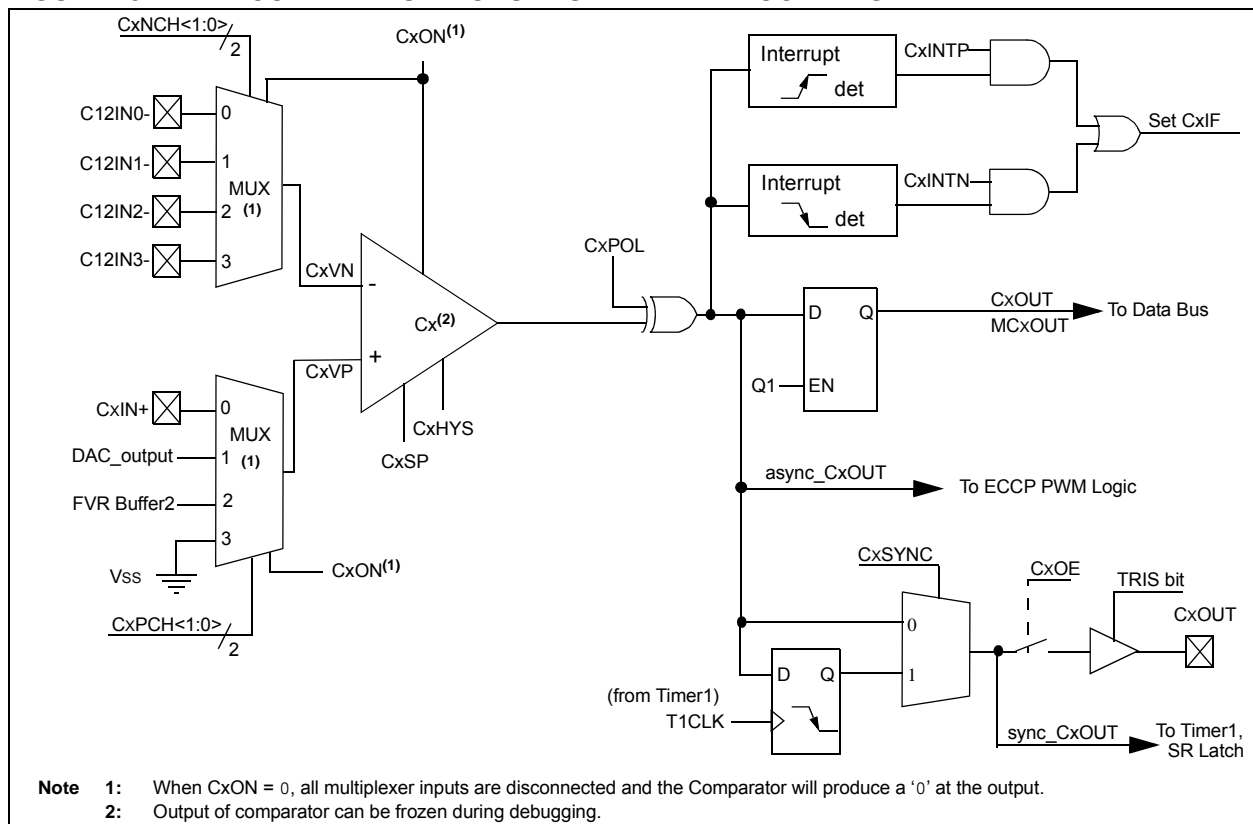 CxNCH<1:0>
2
CxON(1)
C12IN0-
0
C12IN1-
1
MUX
(1)
C12IN2-
2
C12IN3-
3
CxVN
-
Cx(2)
+
CxVP
CxHYS
CxSP
CxIN+
0
MUX
(1)
DAC_output
1
FVR Buffer2
2
3
Vss
CxON(1)
CxPCH<1:0>
2
CxPOL
Interrupt
det
CxINTP
Interrupt
det
CxINTN
Set CxIF
D Q
Q1
EN
CxOUT
MCxOUT
To Data Bus
async_CxOUT
To ECCP PWM Logic
CxSYNC
0
1
D Q
(from Timer1)
T1CLK
CxOE
TRIS bit
CxOUT
sync_CxOUT
To Timer1,
SR Latch
Note 1: When CxON = 0, all multiplexer inputs are disconnected and the Comparator will produce a ‘0’ at the output.
2: Output of comparator can be frozen during debugging.